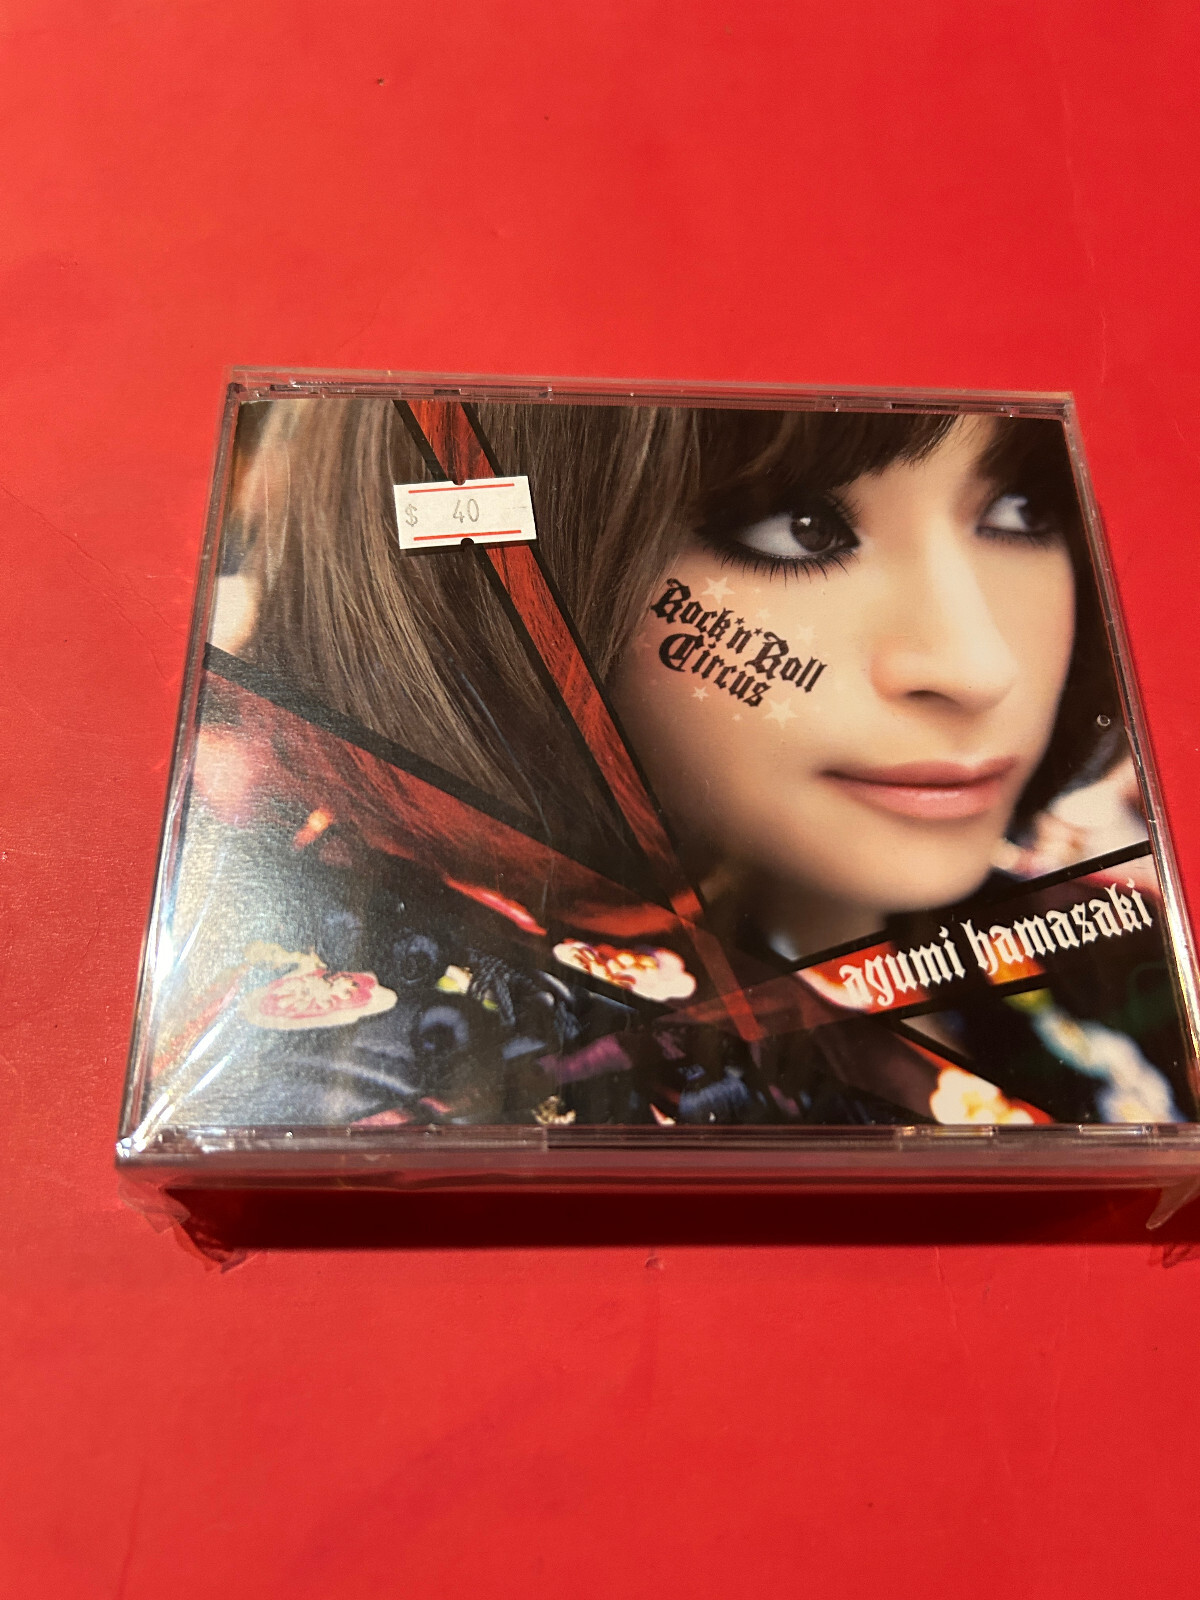 $ 40
Rock'n'Roll
Circus
ayumi hamasaki